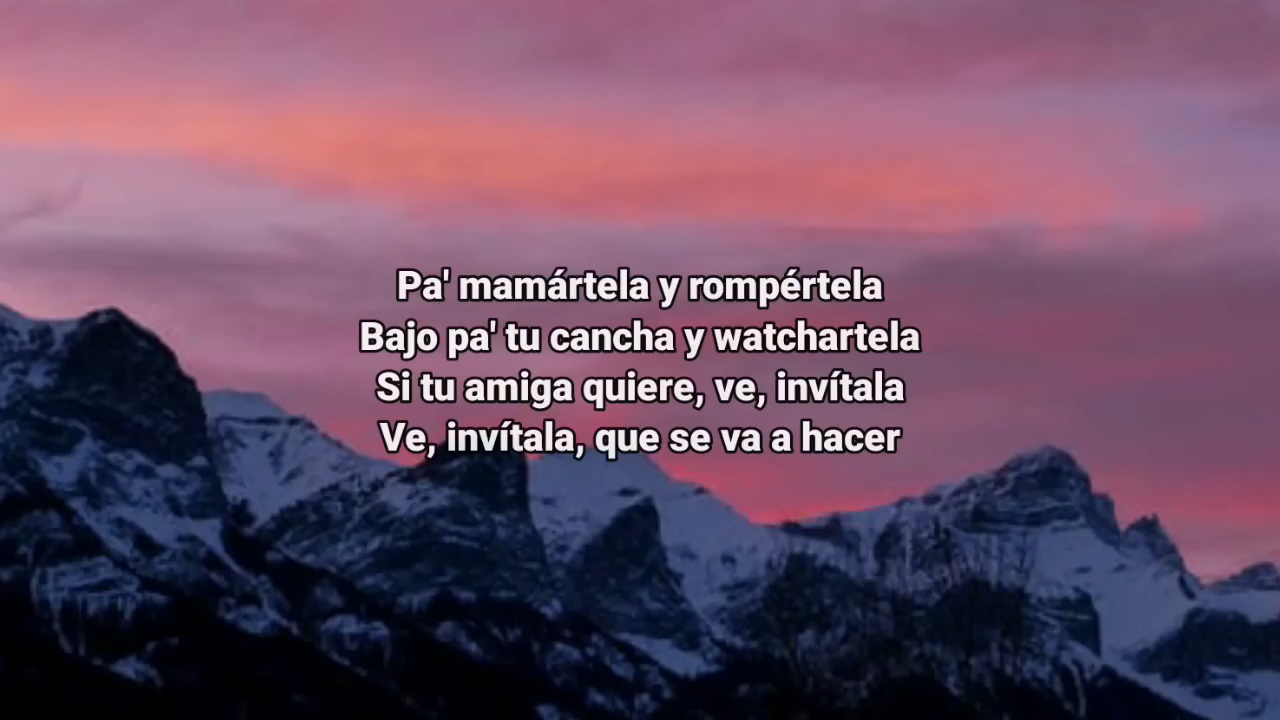 Pa' mamártela y rompértela
Bajo pa' tu cancha y watchartela
Si tu amiga quiere, ve, invítala
Ve, invítala, que se va a hacer